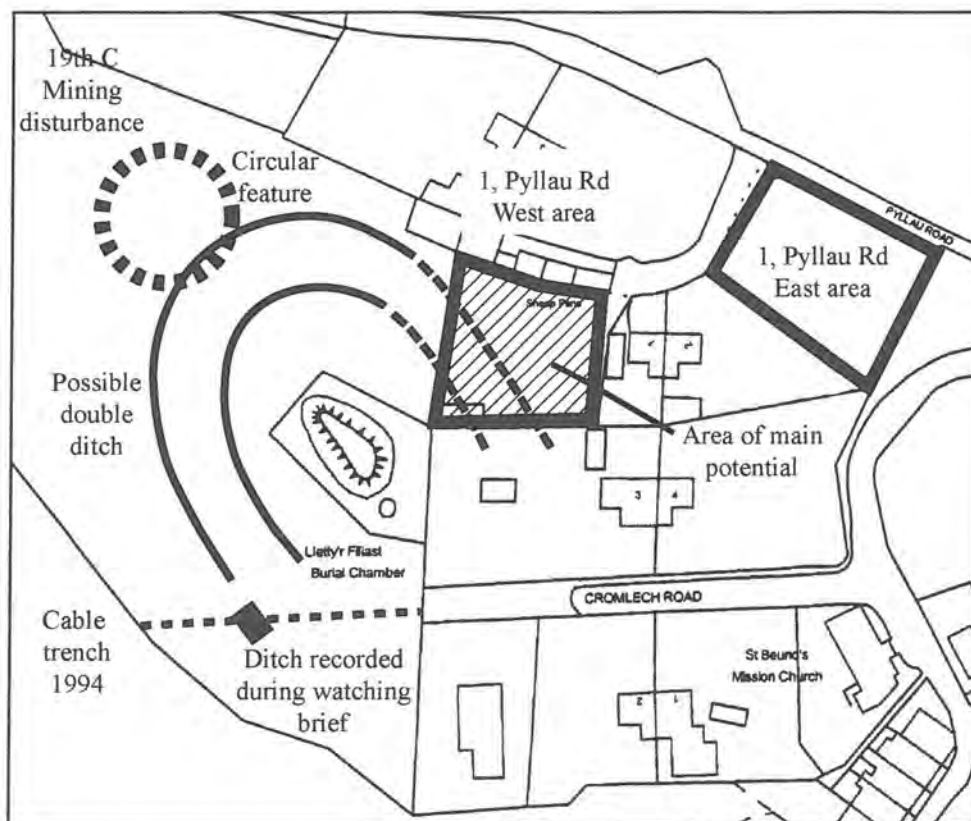 19th C
Mining
disturbance
Circular
feature
1, Pyllau Rd
West area
PYLLAU ROAD
1, Pyllau Rd
East area
Sheep Pens
Possible
double
ditch
Area of main
potential
3
4
Lletty'r Filiast
Burial Chamber
CROMLECH ROAD
Cable
trench
1994
Ditch recorded
during watching
brief
St Beuno's
Mission Church
2
1